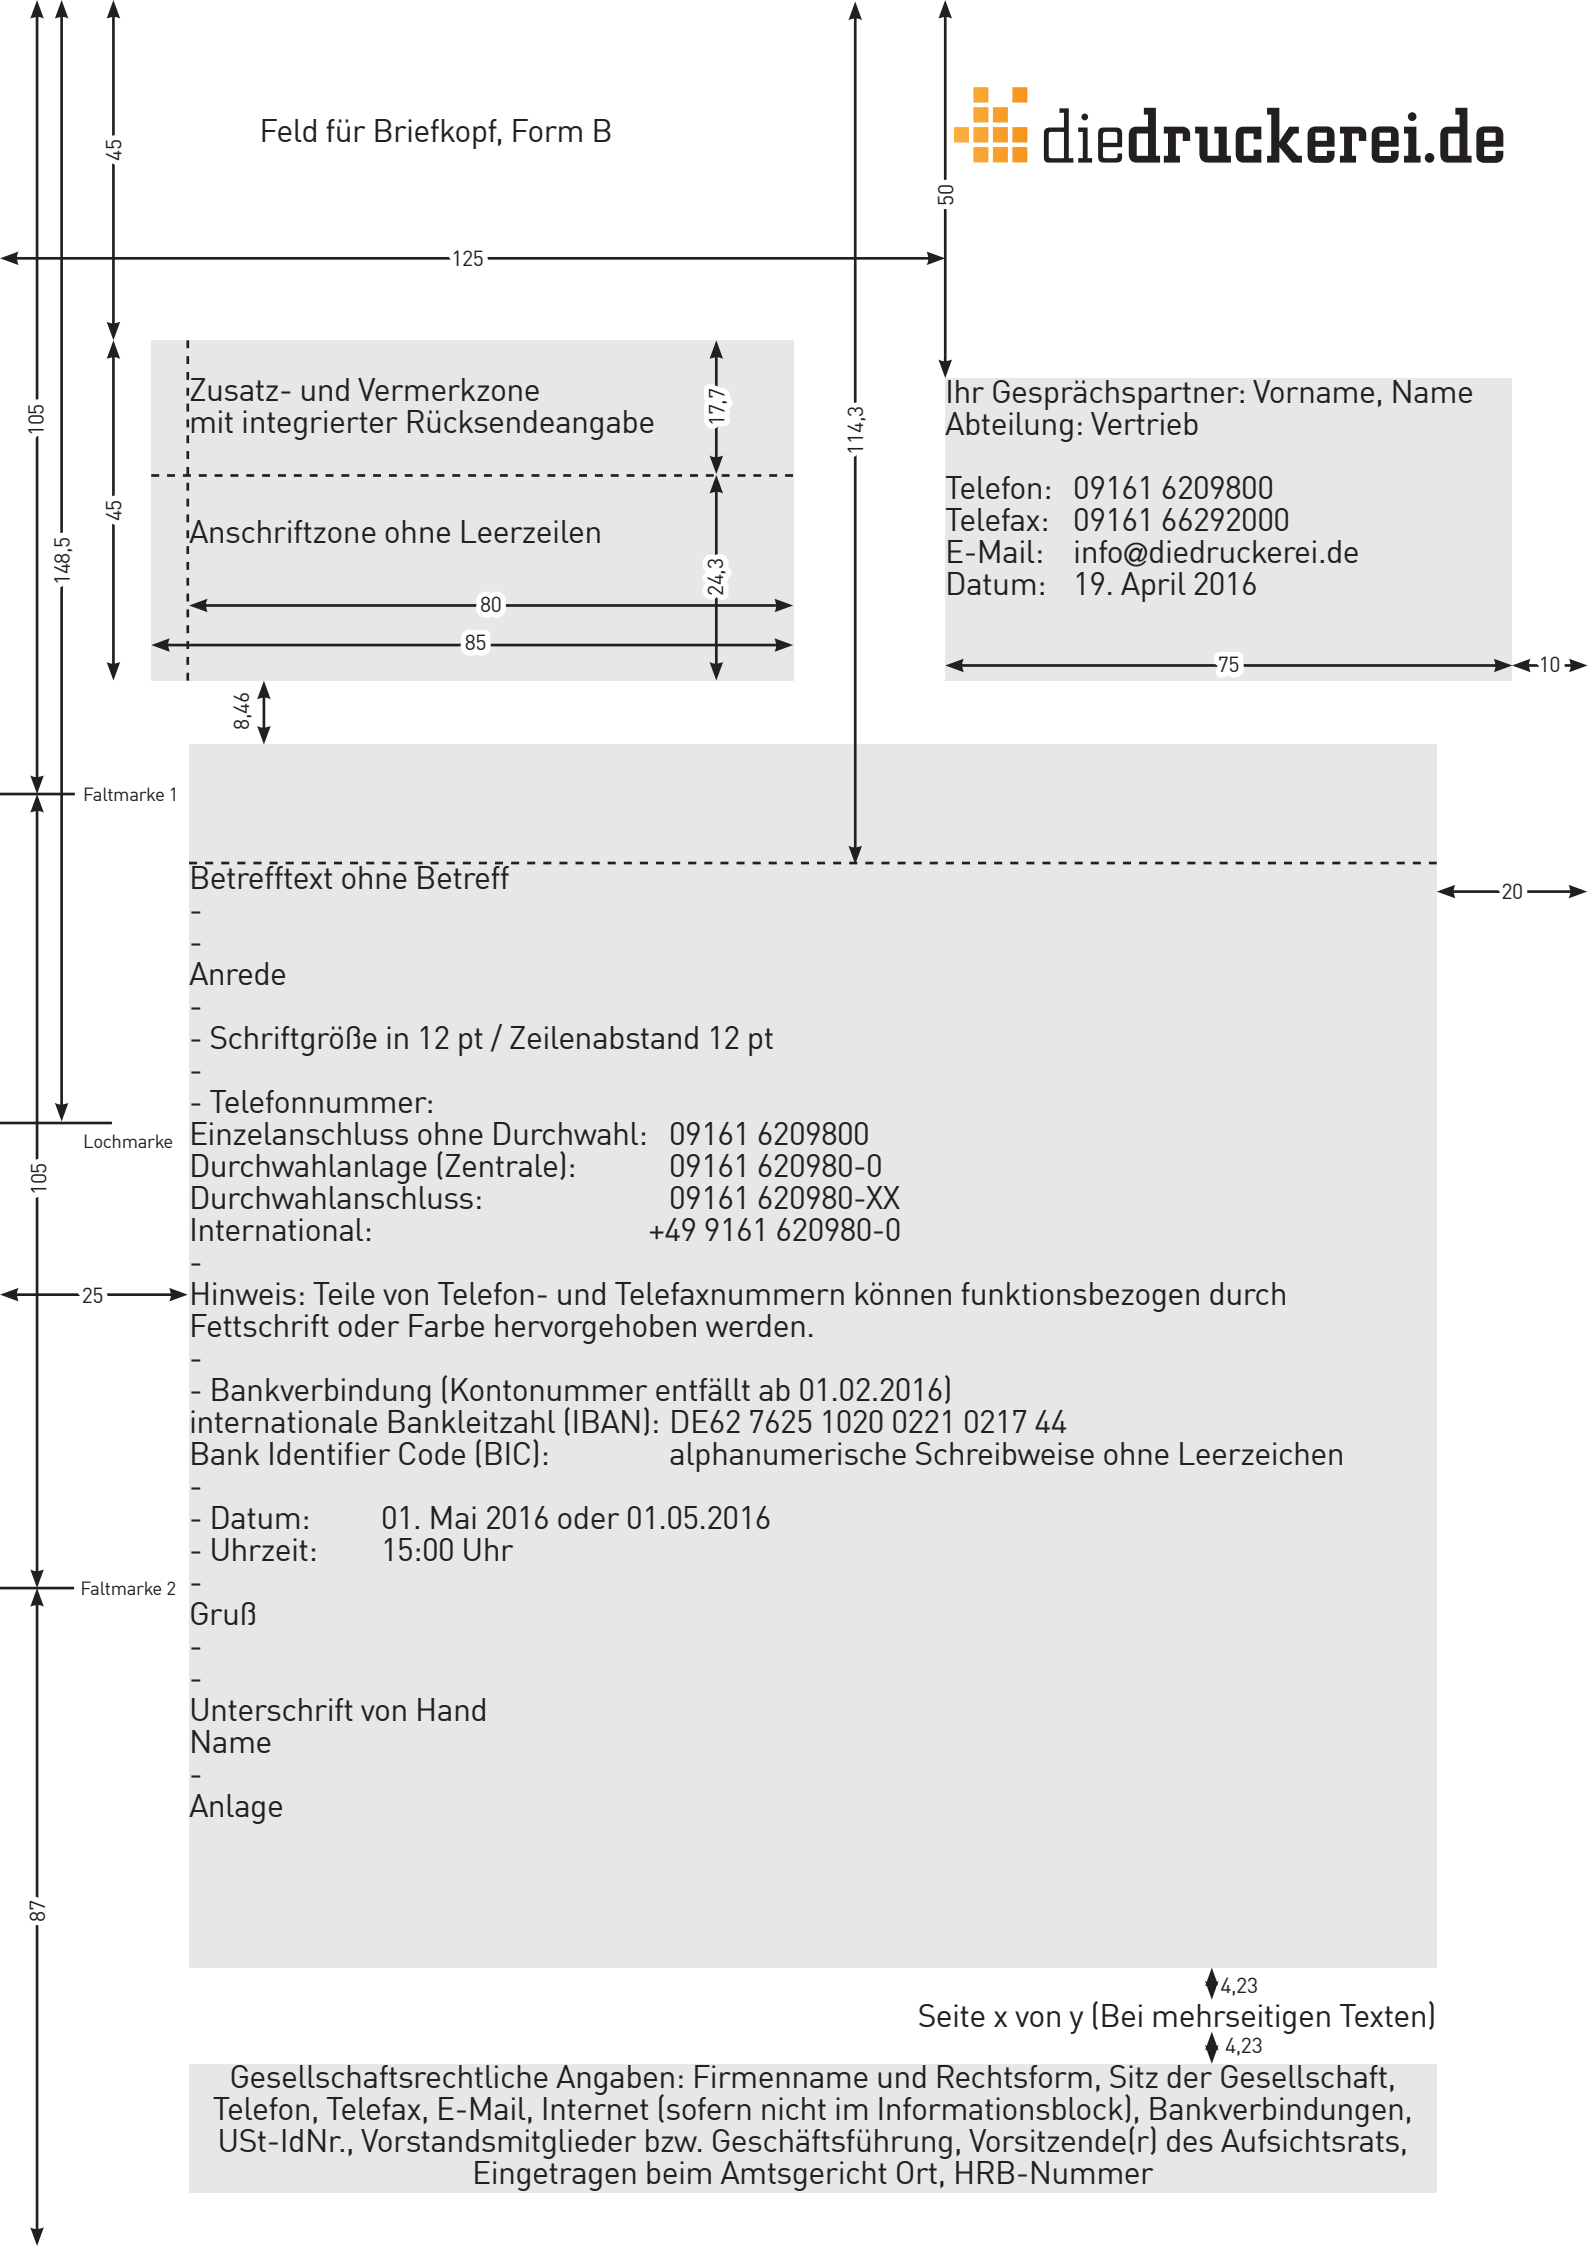 Feld für Briefkopf, Form B
diedruckerei.de
45
50
125
Zusatz- und Vermerkzone
mit integrierter Rücksendeangabe
17,7
114,3
105
148,5
45
Anschriftzone ohne Leerzeilen
24,3
80
85
Ihr Gesprächspartner: Vorname, Name
Abteilung: Vertrieb
Telefon: 09161 6209800
Telefax: 09161 66292000
E-Mail: info@diedruckerei.de
Datum: 19. April 2016
75
10
8,46
Faltmarke 1
Betrefftext ohne Betreff
20
-
-
Anrede
-
- Schriftgröße in 12 pt / Zeilenabstand 12 pt
-
- Telefonnummer:
Lochmarke
Einzelanschluss ohne Durchwahl: 09161 6209800
Durchwahlanlage (Zentrale): 09161 620980-0
105
Durchwahlanschluss: 09161 620980-XX
International: +49 9161 620980-0
-
25
Hinweis: Teile von Telefon- und Telefaxnummern können funktionsbezogen durch
Fettschrift oder Farbe hervorgehoben werden.
-
- Bankverbindung (Kontonummer entfällt ab 01.02.2016)
internationale Bankleitzahl (IBAN): DE62 7625 1020 0221 0217 44
Bank Identifier Code (BIC): alphanumerische Schreibweise ohne Leerzeichen
-
- Datum: 01. Mai 2016 oder 01.05.2016
- Uhrzeit: 15:00 Uhr
Faltmarke 2
-
Gruß
-
-
Unterschrift von Hand
Name
-
Anlage
87
4,23
Seite x von y (Bei mehrseitigen Texten)
4,23
Gesellschaftsrechtliche Angaben: Firmenname und Rechtsform, Sitz der Gesellschaft,
Telefon, Telefax, E-Mail, Internet (sofern nicht im Informationsblock), Bankverbindungen,
USt-IdNr., Vorstandsmitglieder bzw. Geschäftsführung, Vorsitzende(r) des Aufsichtsrats,
Eingetragen beim Amtsgericht Ort, HRB-Nummer